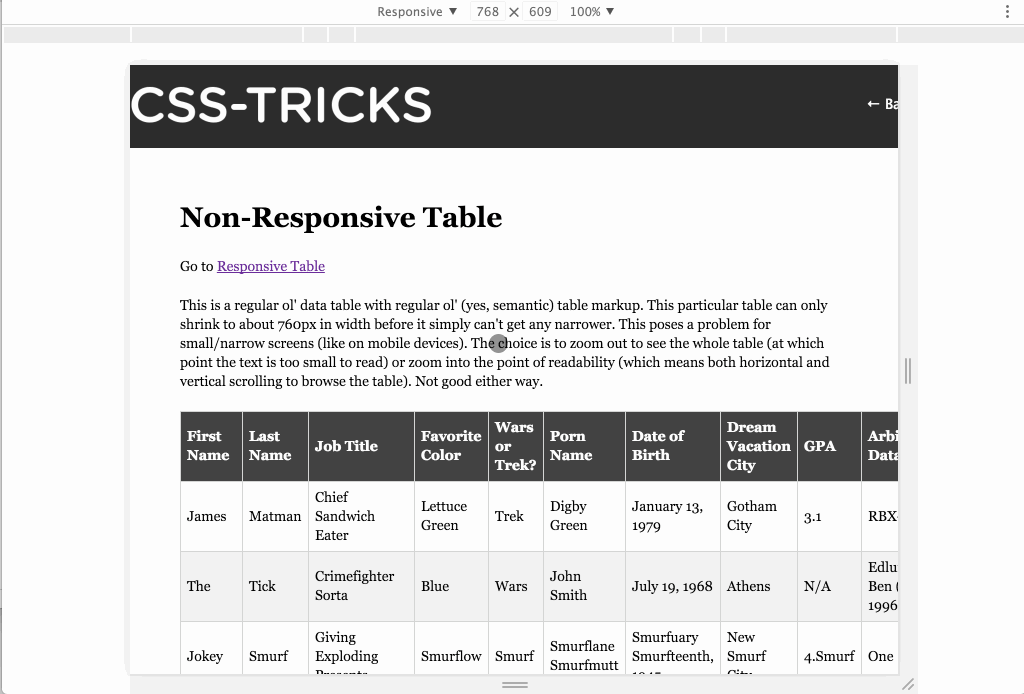 Responsive ▼ 768 × 609 100% ▼
CSS-TRICKS
← Ba
Non-Responsive Table
Go to Responsive Table
This is a regular ol' data table with regular ol' (yes, semantic) table markup. This particular table can only
shrink to about 760px in width before it simply can't get any narrower. This poses a problem for
small/narrow screens (like on mobile devices). The choice is to zoom out to see the whole table (at which
point the text is too small to read) or zoom into the point of readability (which means both horizontal and
vertical scrolling to browse the table). Not good either way.
First Name Last Name Job Title Favorite Color Wars or Trek? Porn Name Date of Birth Dream Vacation City GPA Arbi Data
James Matman Chief Sandwich Eater Lettuce Green Trek Digby Green January 13, 1979 Gotham City 3.1 RBX
The Tick Crimefighter Sorta Blue Wars John Smith July 19, 1968 Athens N/A Edlu Ben ( 1996
Jokey Smurf Giving Exploding Presents Smurflow Smurf Smurflane Smurfmutt Smurfuary Smurfteenth, 1945 New Smurf City 4.Smurf One